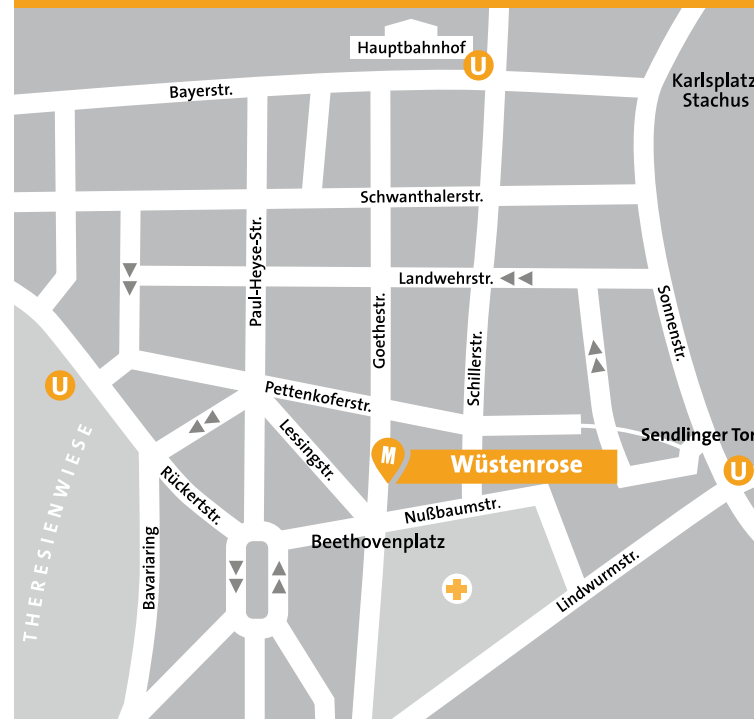 Hauptbahnhof
U
Karlsplatz
Stachus
Bayerstr.
Schwanthalerstr.
Paul-Heyse-Str.
Landwehrstr.
Goethestr.
Schillerstr.
Sonnenstr.
U
Pettenkoferstr.
Lessingstr.
Sendlinger Tor
M
Wüstenrose
U
THERESIENWIESE
Rückertstr.
Nußbaumstr.
Beethovenplatz
Bavariaring
Lindwurmstr.